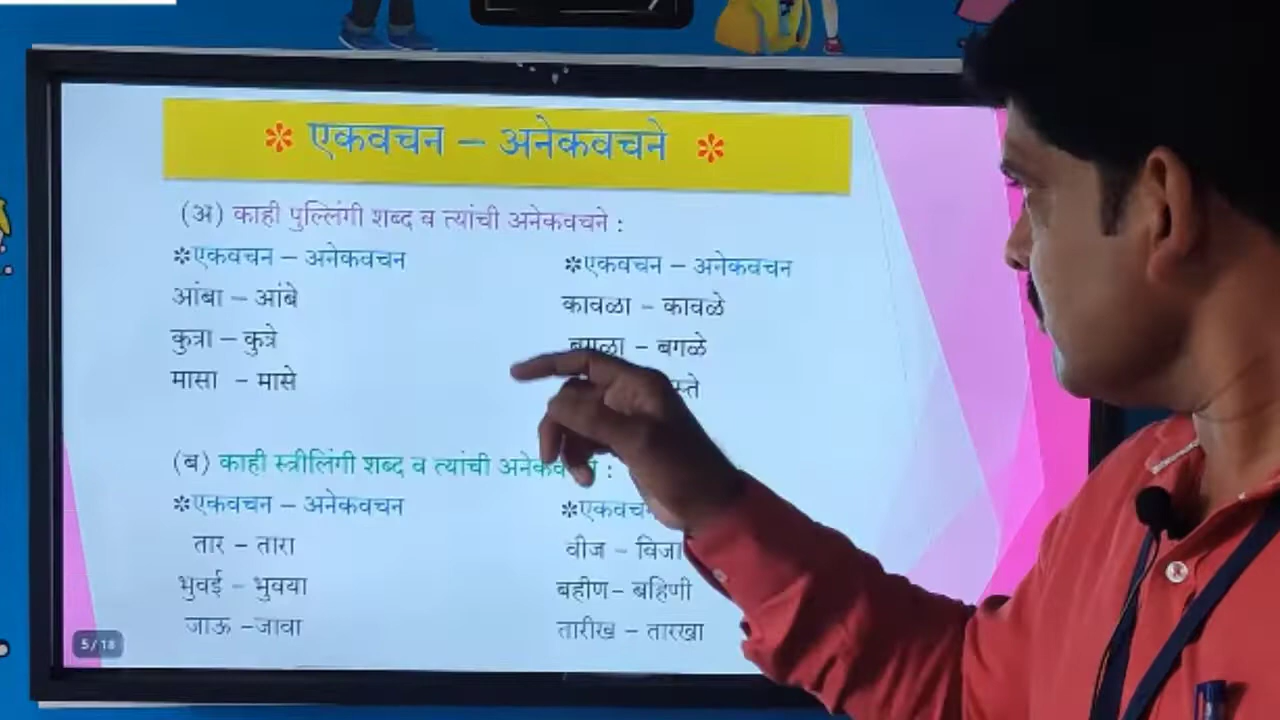 * एकवचन – अनेकवचने *
(अ) काही पुल्लिंगी शब्द व त्यांची अनेकवचने :
*एकवचन – अनेकवचन
आंबा – आंबे
कुत्रा – कुत्रे
मासा – मासे
*एकवचन – अनेकवचन
कावळा – कावळे
बगळा – बगळे
(ब) काही स्त्रीलिंगी शब्द व त्यांची :
*एकवचन – अनेकवचन
तार – तारा
भुवई – भुवया
जाऊ –जावा
वीज – विजा
बहीण– बहिणी
तारीख – तारखा
5 / 18